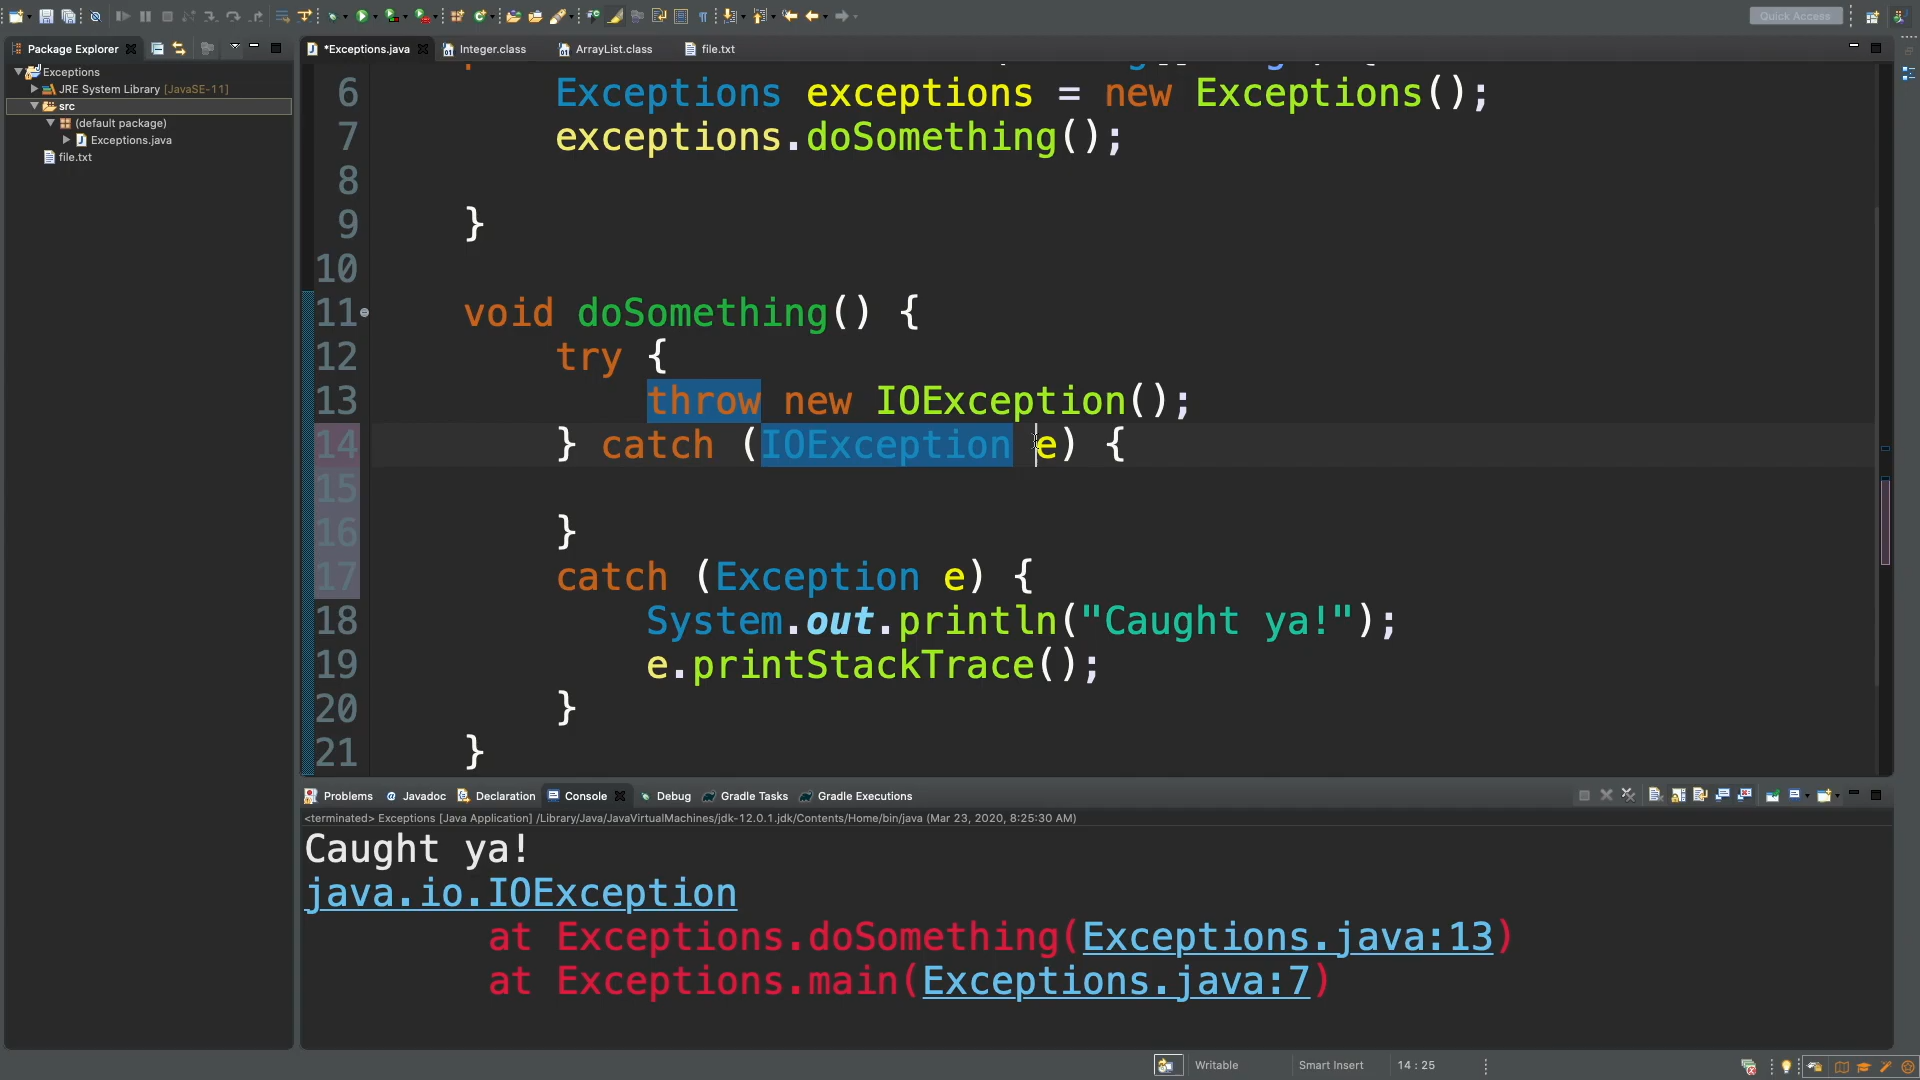 Quick Access
Package Explorer
*Exceptions.java
Integer.class
ArrayList.class
file.txt
Exceptions
JRE System Library [JavaSE-11]
src
(default package)
Exceptions.java
file.txt
6 Exceptions exceptions = new Exceptions();
7 exceptions.doSomething();
8
9 }
10
11 void doSomething() {
12 try {
13 throw new IOException();
14 } catch (IOException e) {
15
16 }
17 catch (Exception e) {
18 System.out.println("Caught ya!");
19 e.printStackTrace();
20 }
21 }
Problems
Javadoc
Declaration
Console
Debug
Gradle Tasks
Gradle Executions
<terminated> Exceptions [Java Application] /Library/Java/JavaVirtualMachines/jdk-12.0.1.jdk/Contents/Home/bin/java (Mar 23, 2020, 8:25:30 AM)
Caught ya!
java.io.IOException
at Exceptions.doSomething(Exceptions.java:13)
at Exceptions.main(Exceptions.java:7)
Writable
Smart Insert
14 : 25